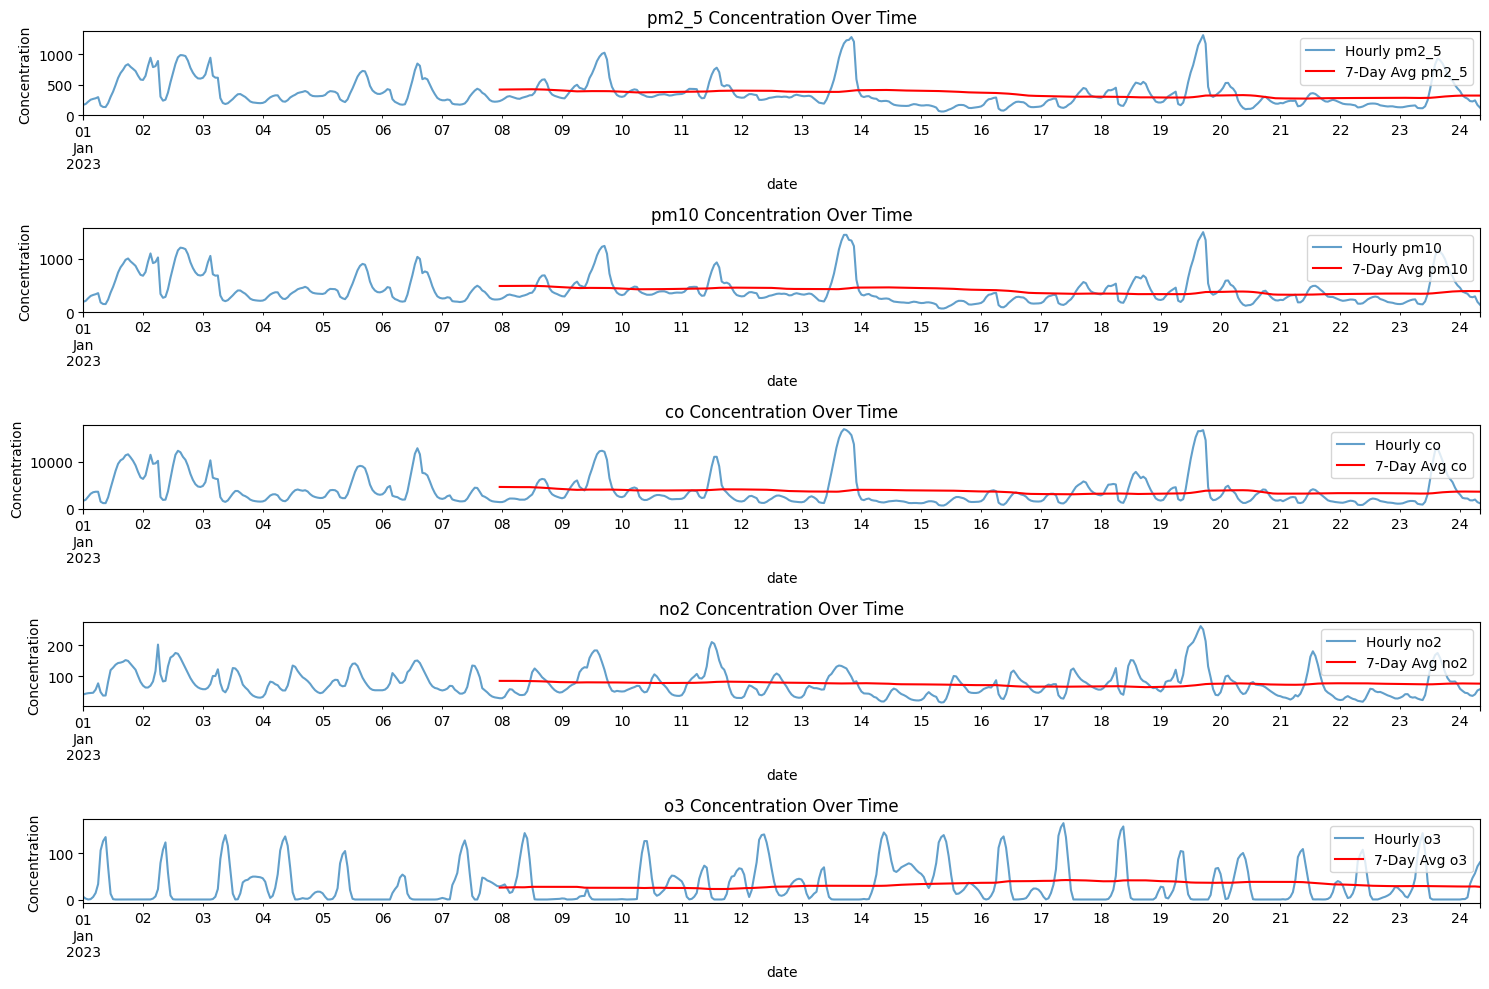 pm2_5 Concentration Over Time
Concentration
1000
500
0
Hourly pm2_5
7-Day Avg pm2_5
01 02 03 04 05 06 07 08 09 10 11 12 13 14 15 16 17 18 19 20 21 22 23 24
Jan
2023
date
pm10 Concentration Over Time
Concentration
1000
0
Hourly pm10
7-Day Avg pm10
01 02 03 04 05 06 07 08 09 10 11 12 13 14 15 16 17 18 19 20 21 22 23 24
Jan
2023
date
co Concentration Over Time
Concentration
10000
0
Hourly co
7-Day Avg co
01 02 03 04 05 06 07 08 09 10 11 12 13 14 15 16 17 18 19 20 21 22 23 24
Jan
2023
date
no2 Concentration Over Time
Concentration
200
100
Hourly no2
7-Day Avg no2
01 02 03 04 05 06 07 08 09 10 11 12 13 14 15 16 17 18 19 20 21 22 23 24
Jan
2023
date
o3 Concentration Over Time
Concentration
100
0
Hourly o3
7-Day Avg o3
01 02 03 04 05 06 07 08 09 10 11 12 13 14 15 16 17 18 19 20 21 22 23 24
Jan
2023
date